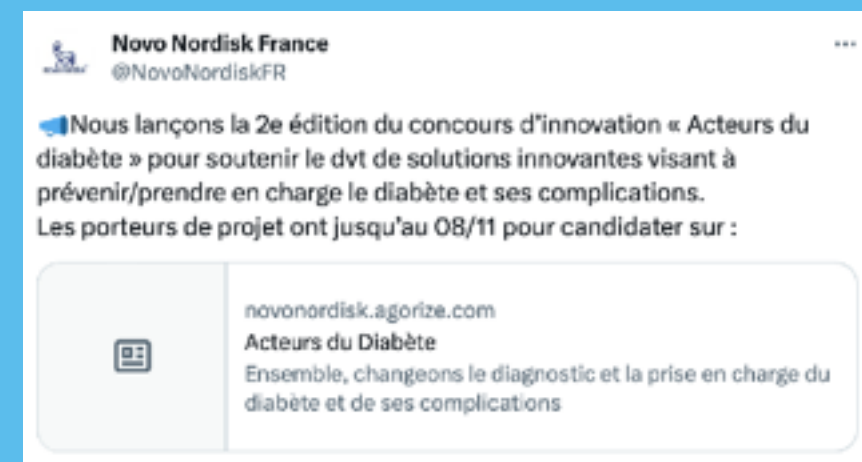 Novo Nordisk France
@NovoNordiskFR
📢Nous lançons la 2e édition du concours d'innovation « Acteurs du
diabète » pour soutenir le dvt de solutions innovantes visant à
prévenir/prendre en charge le diabète et ses complications.
Les porteurs de projet ont jusqu'au 08/11 pour candidater sur :
novonordisk.agorize.com
Acteurs du Diabète
Ensemble, changeons le diagnostic et la prise en charge du
diabète et de ses complications